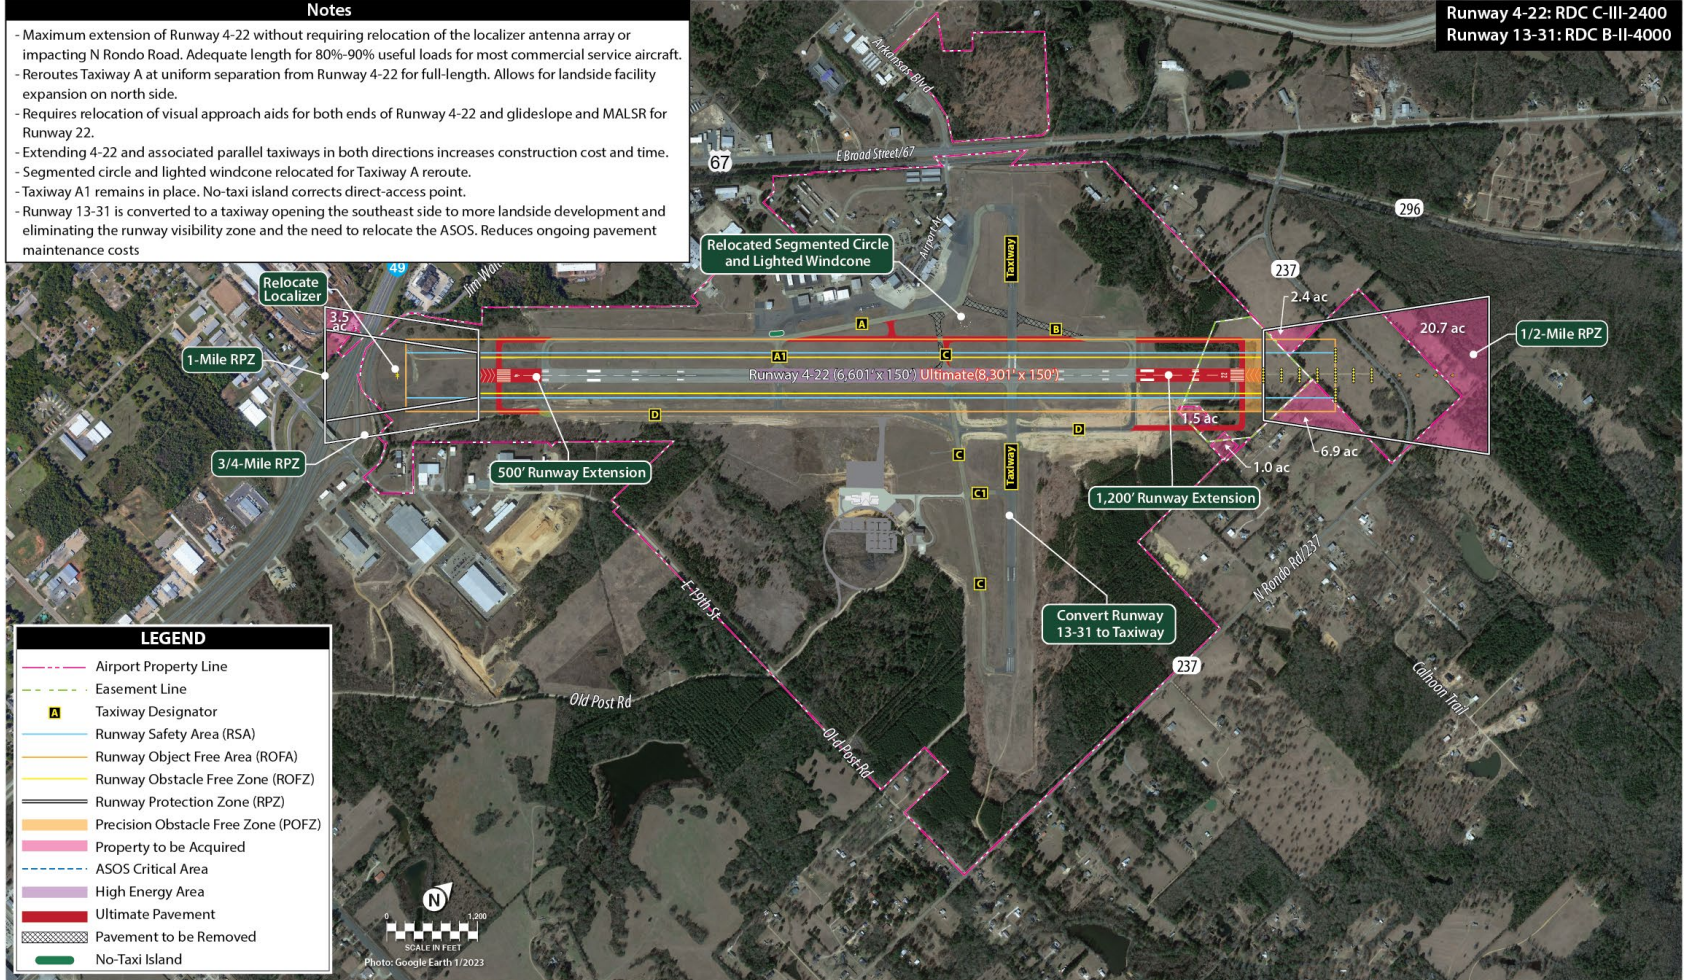 Notes
- Maximum extension of Runway 4-22 without requiring relocation of the localizer antenna array or
impacting N Rondo Road. Adequate length for 80%-90% useful loads for most commercial service aircraft.
- Reroutes Taxiway A at uniform separation from Runway 4-22 for full-length. Allows for landside facility
expansion on north side.
- Requires relocation of visual approach aids for both ends of Runway 4-22 and glideslope and MALSR for
Runway 22.
- Extending 4-22 and associated parallel taxiways in both directions increases construction cost and time.
- Segmented circle and lighted windcone relocated for Taxiway A reroute.
- Taxiway A1 remains in place. No-taxi island corrects direct-access point.
- Runway 13-31 is converted to a taxiway opening the southeast side to more landside development and
eliminating the runway visibility zone and the need to relocate the ASOS. Reduces ongoing pavement
maintenance costs
Runway 4-22: RDC C-III-2400
Runway 13-31: RDC B-II-4000
Arkansas Blvd
67
E Broad Street/67
296
237
49
Relocated Segmented Circle
and Lighted Windcone
Taxiway
Relocate
Localizer
3.5
ac
2.4 ac
20.7 ac
1/2-Mile RPZ
1-Mile RPZ
A
B
A1
C
Runway 4-22 (6,601' x 150') Ultimate(8,301' x 150')
D
D
1.5 ac
6.9 ac
1.0 ac
3/4-Mile RPZ
500' Runway Extension
C
Taxiway
C1
1,200' Runway Extension
C
N Rondo Rd/237
E 19th St
Convert Runway
13-31 to Taxiway
237
Calhoon Trail
Old Post Rd
Old Post Rd
LEGEND
Airport Property Line
Easement Line
A Taxiway Designator
Runway Safety Area (RSA)
Runway Object Free Area (ROFA)
Runway Obstacle Free Zone (ROFZ)
Runway Protection Zone (RPZ)
Precision Obstacle Free Zone (POFZ)
Property to be Acquired
ASOS Critical Area
High Energy Area
Ultimate Pavement
Pavement to be Removed
No-Taxi Island
N
0 1,200
SCALE IN FEET
Photo: Google Earth 1/2023